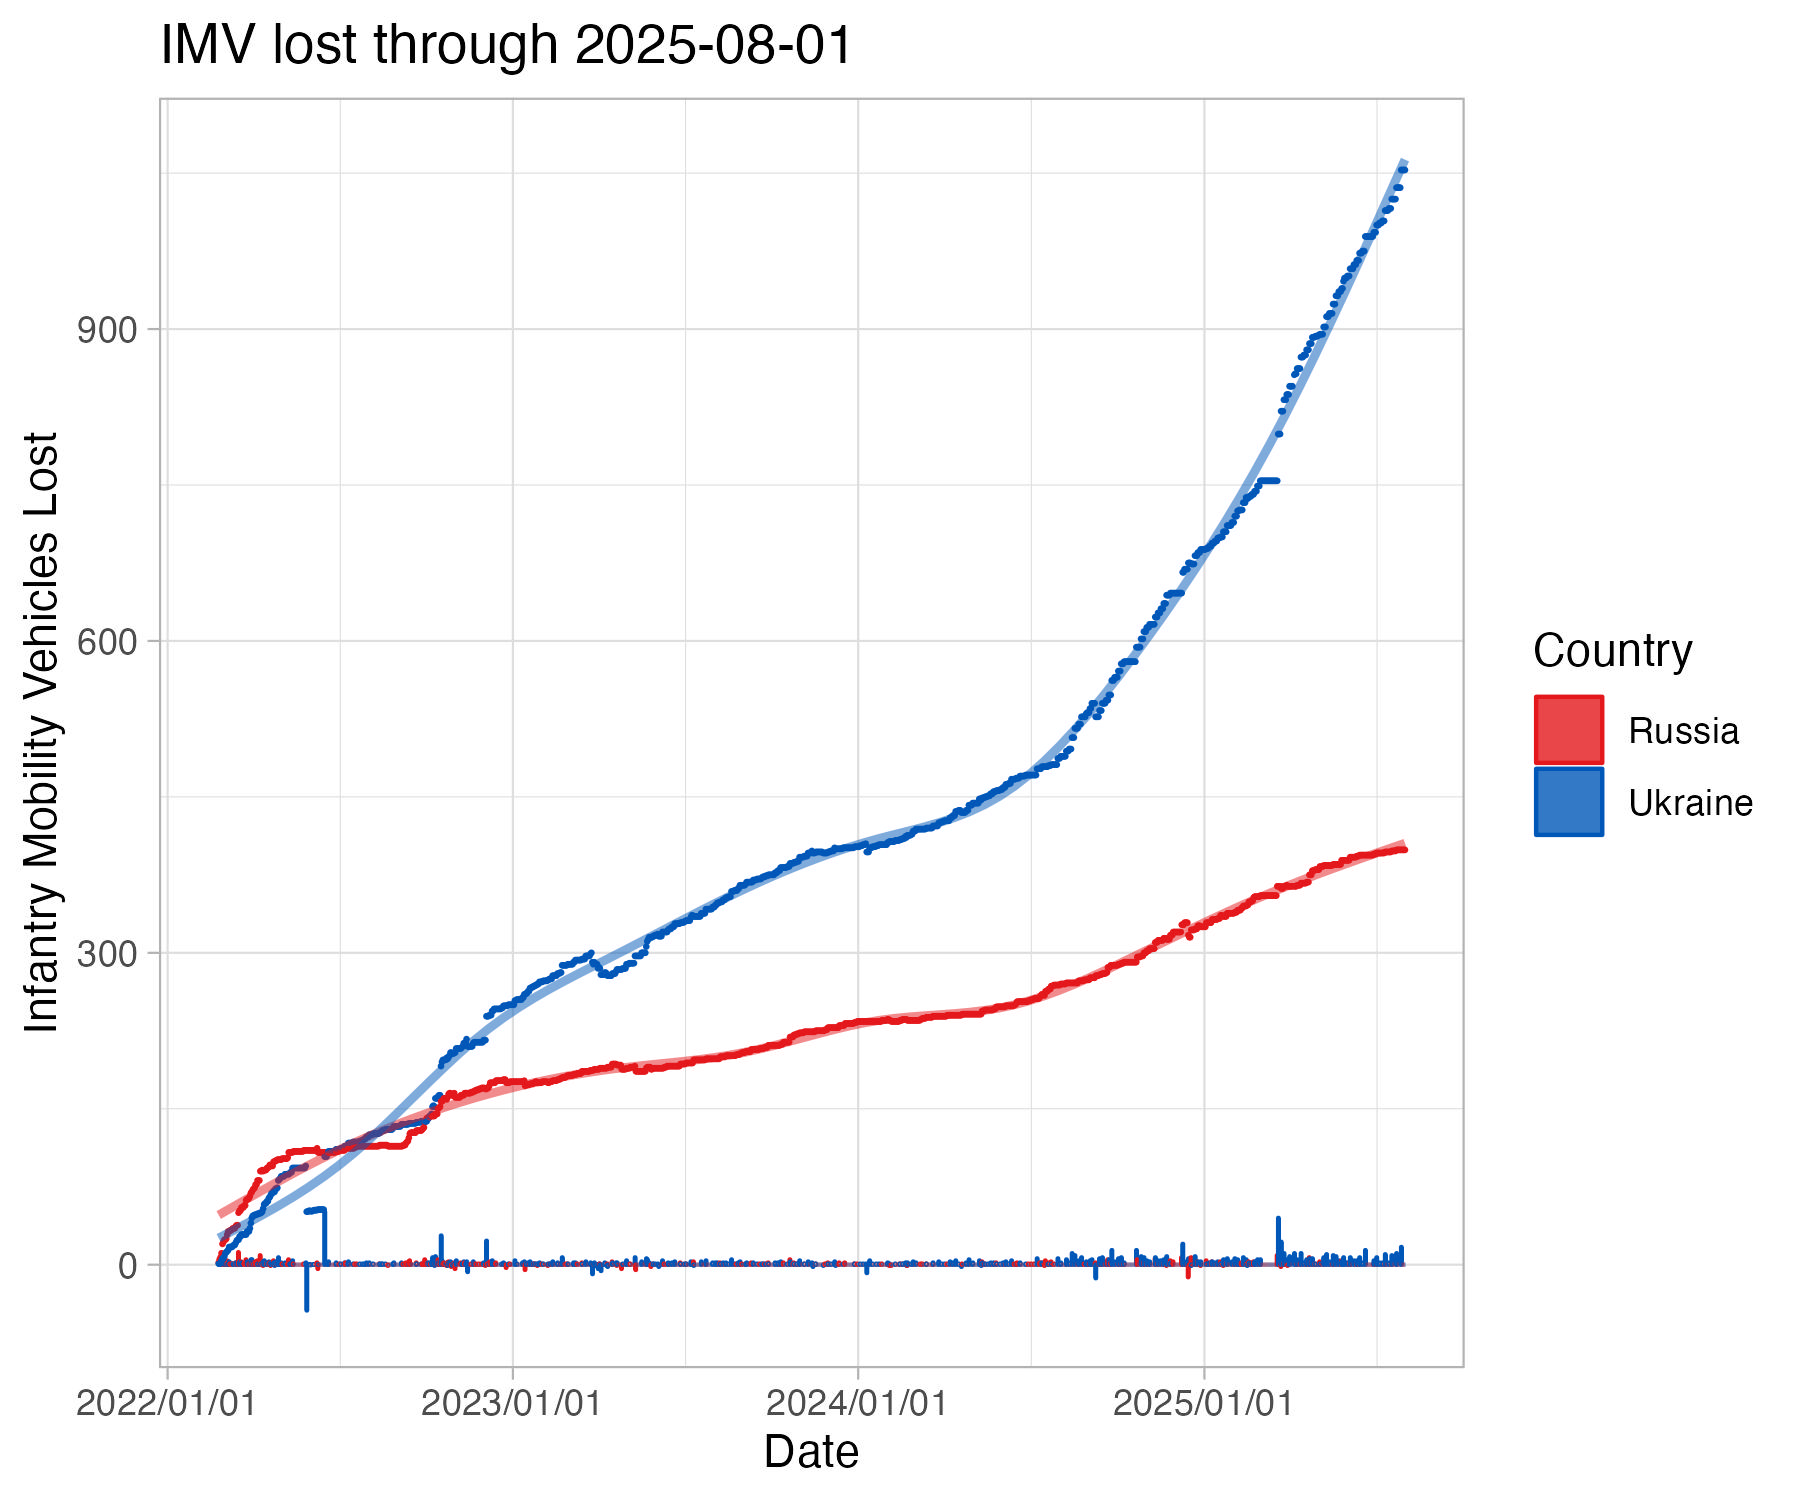 IMV lost through 2025-08-01
Infantry Mobility Vehicles Lost
900
600
300
0
2022/01/01
2023/01/01
2024/01/01
2025/01/01
Date
Country
Russia
Ukraine